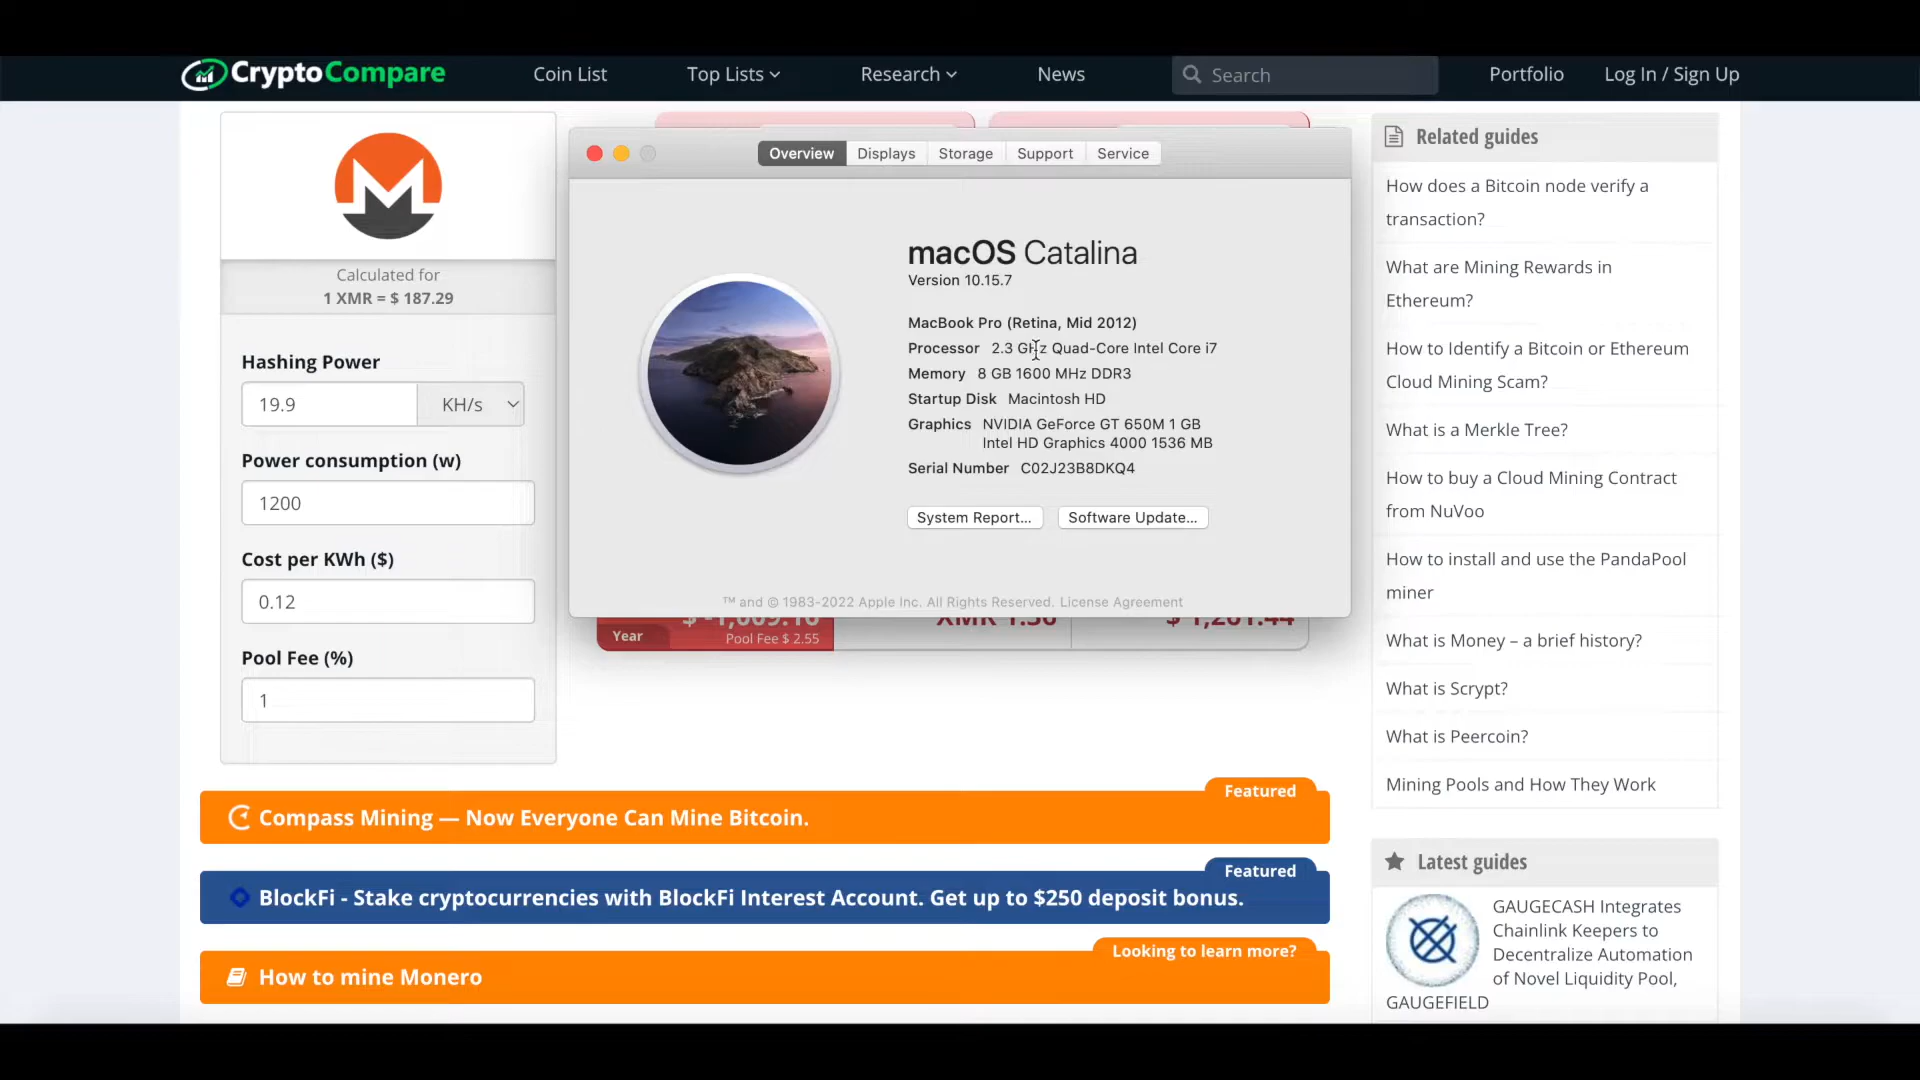 CryptoCompare
Coin List
Top Lists
Research
News
Search
Portfolio
Log In / Sign Up
Calculated for
1 XMR = $ 187.29
Hashing Power
19.9
KH/s
Power consumption (w)
1200
Cost per KWh ($)
0.12
Pool Fee (%)
1
Overview
Displays
Storage
Support
Service
macOS Catalina
Version 10.15.7
MacBook Pro (Retina, Mid 2012)
Processor 2.3 GHz Quad-Core Intel Core i7
Memory 8 GB 1600 MHz DDR3
Startup Disk Macintosh HD
Graphics NVIDIA GeForce GT 650M 1 GB
Intel HD Graphics 4000 1536 MB
Serial Number C02J23B8DKQ4
System Report...
Software Update...
™ and © 1983-2022 Apple Inc. All Rights Reserved. License Agreement
Year
Pool Fee $ 2.55
Related guides
How does a Bitcoin node verify a
transaction?
What are Mining Rewards in
Ethereum?
How to Identify a Bitcoin or Ethereum
Cloud Mining Scam?
What is a Merkle Tree?
How to buy a Cloud Mining Contract
from NuVoo
How to install and use the PandaPool
miner
What is Money – a brief history?
What is Scrypt?
What is Peercoin?
Mining Pools and How They Work
Featured
Compass Mining — Now Everyone Can Mine Bitcoin.
Featured
BlockFi - Stake cryptocurrencies with BlockFi Interest Account. Get up to $250 deposit bonus.
Looking to learn more?
How to mine Monero
Latest guides
GAUGECASH Integrates
Chainlink Keepers to
Decentralize Automation
of Novel Liquidity Pool,
GAUGEFIELD